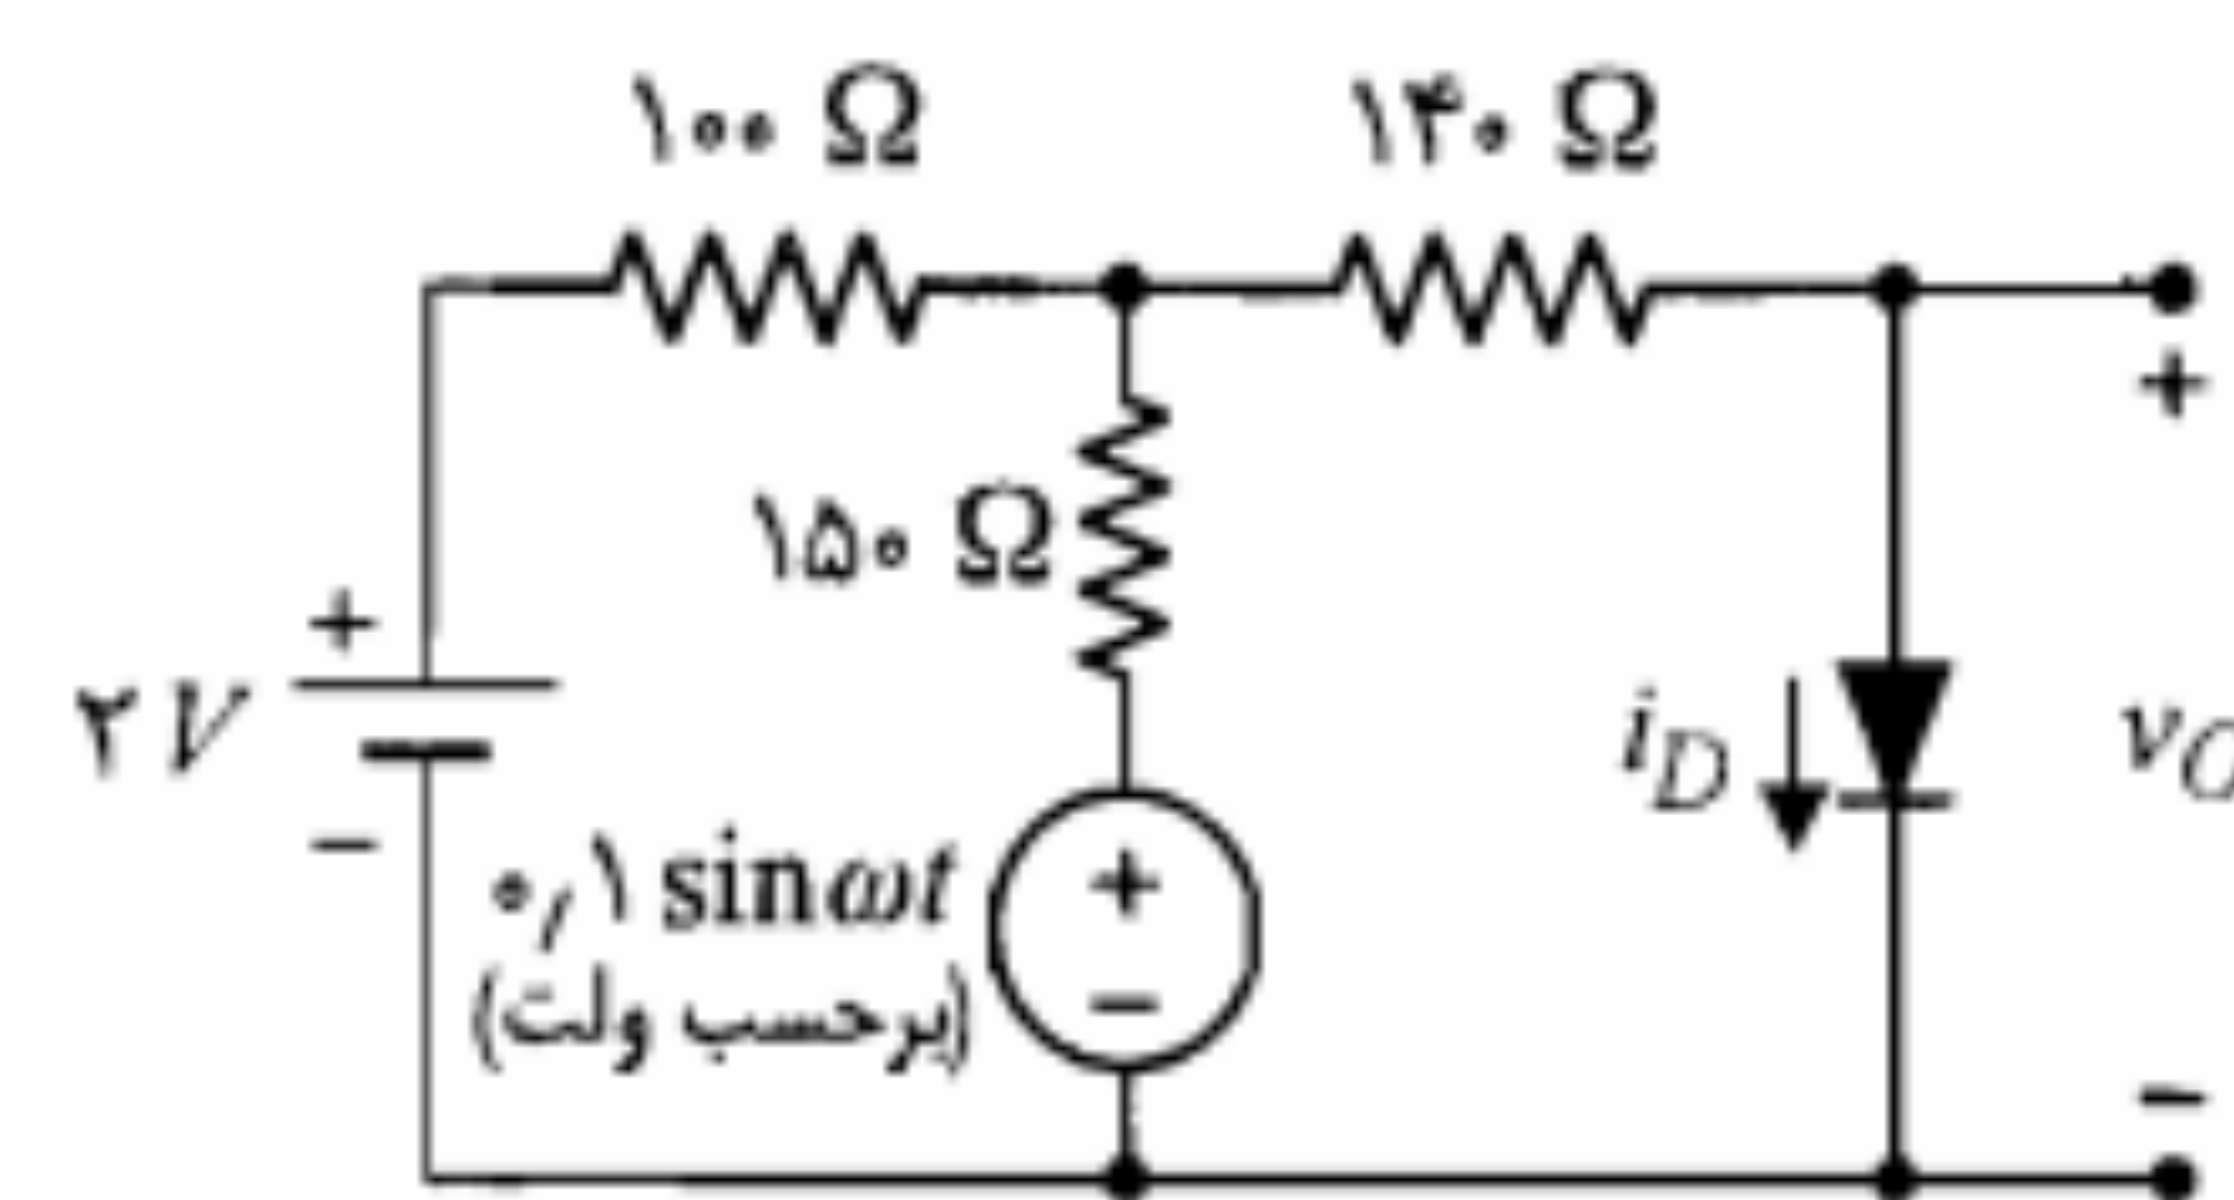 ۱۰۰ Ω
۱۴۰ Ω
+
۱۵۰ Ω
+
۲ V
−
i_D
v_O
۰٫۱ sinωt
(برحسب ولت)
+
−
−